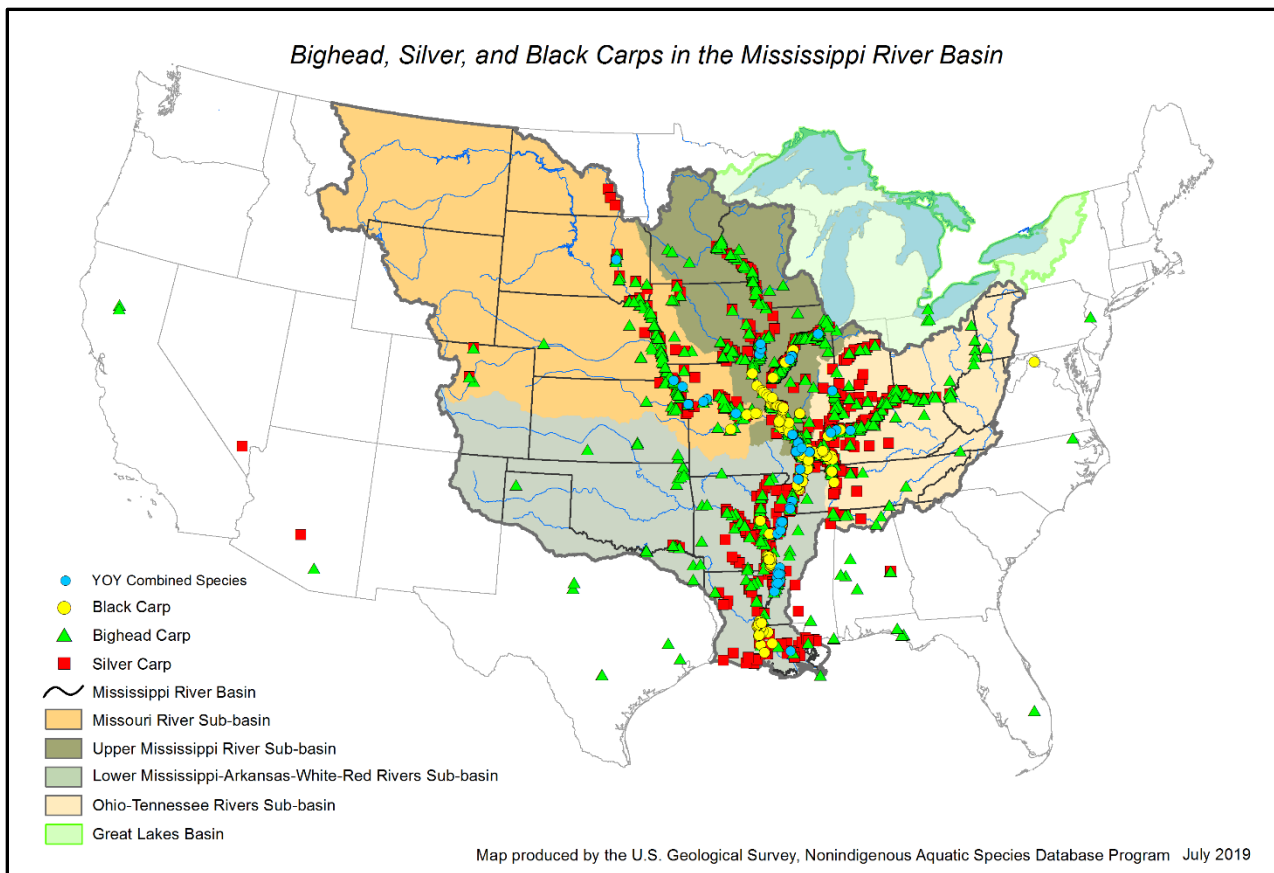 Bighead, Silver, and Black Carps in the Mississippi River Basin
YOY Combined Species
Black Carp
Bighead Carp
Silver Carp
Mississippi River Basin
Missouri River Sub-basin
Upper Mississippi River Sub-basin
Lower Mississippi-Arkansas-White-Red Rivers Sub-basin
Ohio-Tennessee Rivers Sub-basin
Great Lakes Basin
Map produced by the U.S. Geological Survey, Nonindigenous Aquatic Species Database Program July 2019